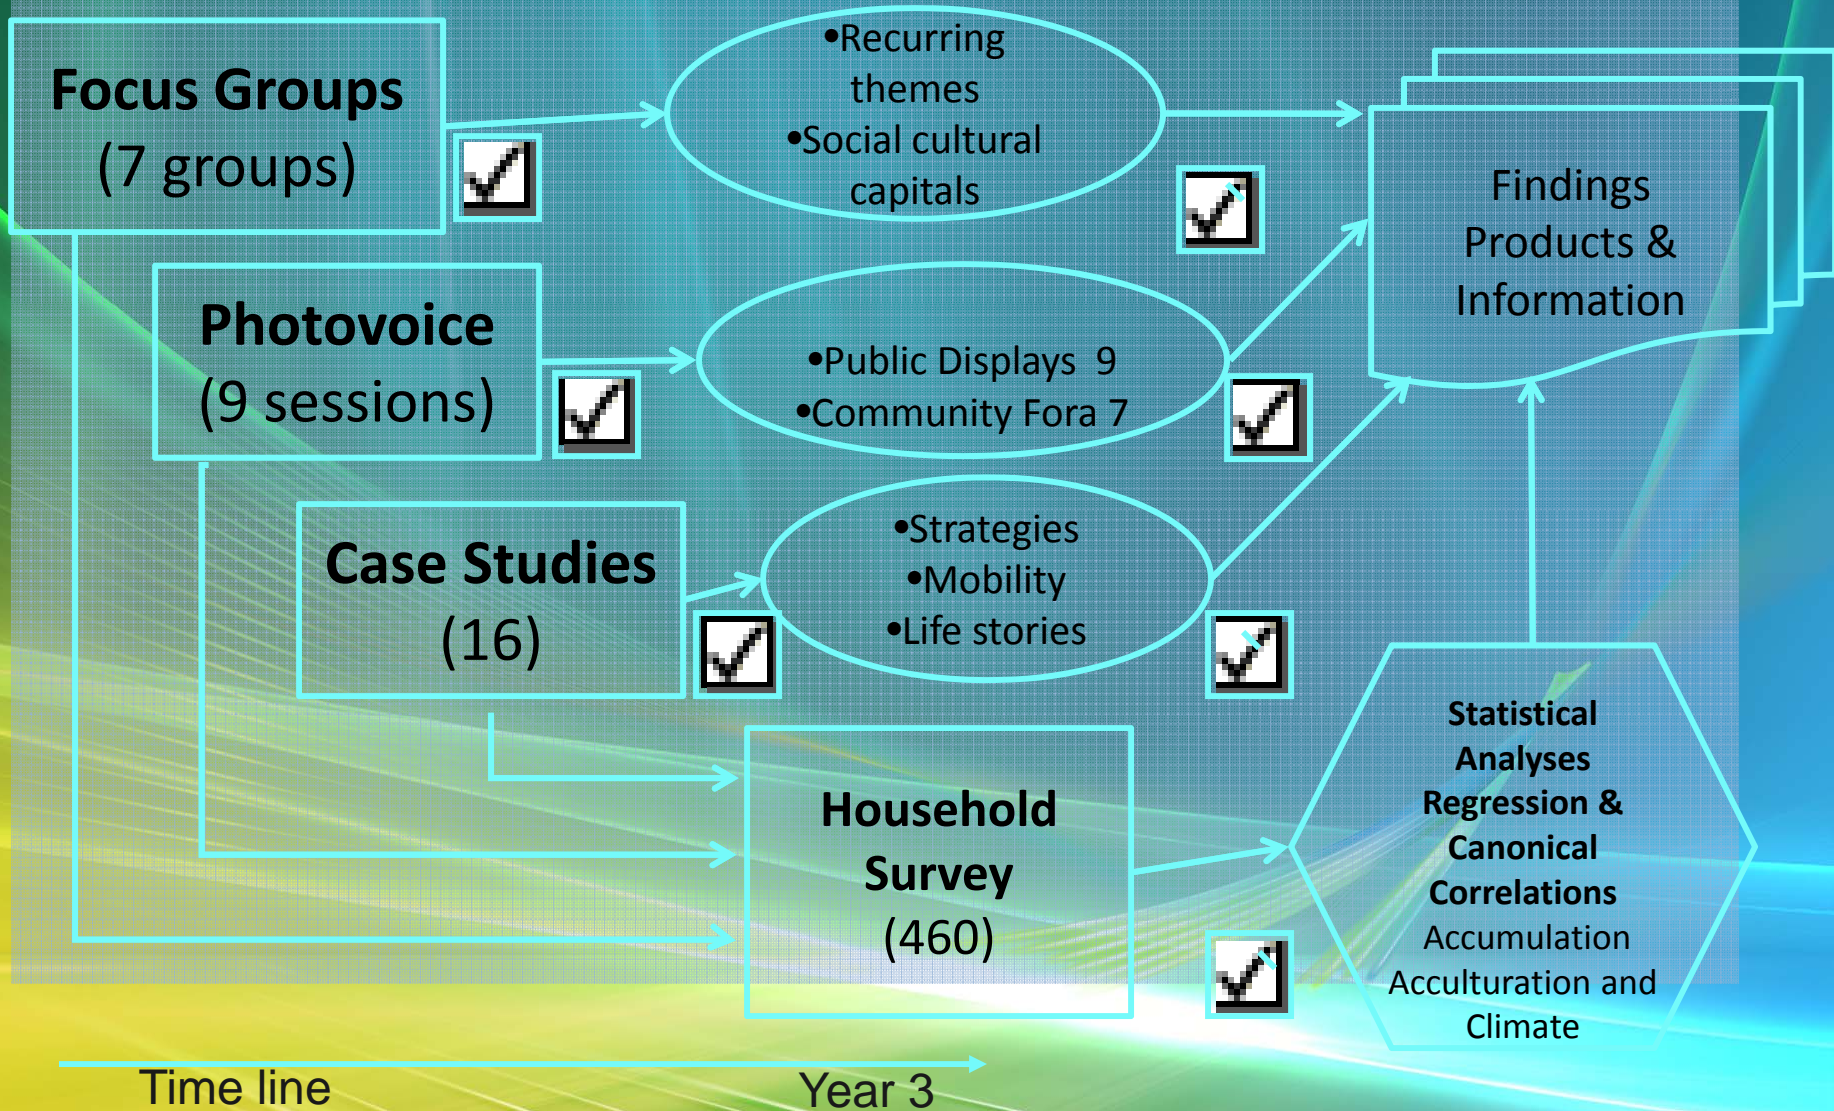 Focus Groups
(7 groups)
•Recurring
themes
•Social cultural
capitals
Findings
Products &
Information
Photovoice
(9 sessions)
•Public Displays 9
•Community Fora 7
Case Studies
(16)
•Strategies
•Mobility
•Life stories
Household
Survey
(460)
Statistical
Analyses
Regression &
Canonical
Correlations
Accumulation
Acculturation and
Climate
Time line
Year 3